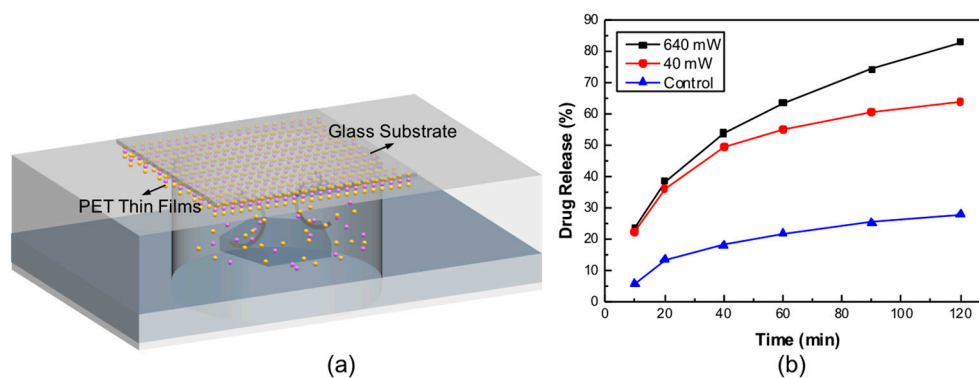 Glass Substrate
PET Thin Films
(a)
90
80
70
60
50
40
30
20
10
0
Drug Release (%)
640 mW
40 mW
Control
0 20 40 60 80 100 120
Time (min)
(b)